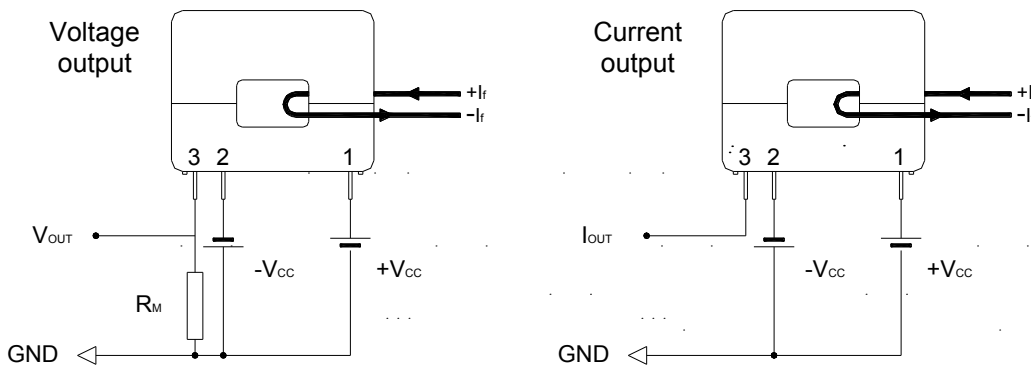 Voltage
output
+If
-If
3 2 1
VOUT
-VCC
+VCC
RM
GND
Current
output
+I
-I
3 2 1
IOUT
-VCC
+VCC
GND